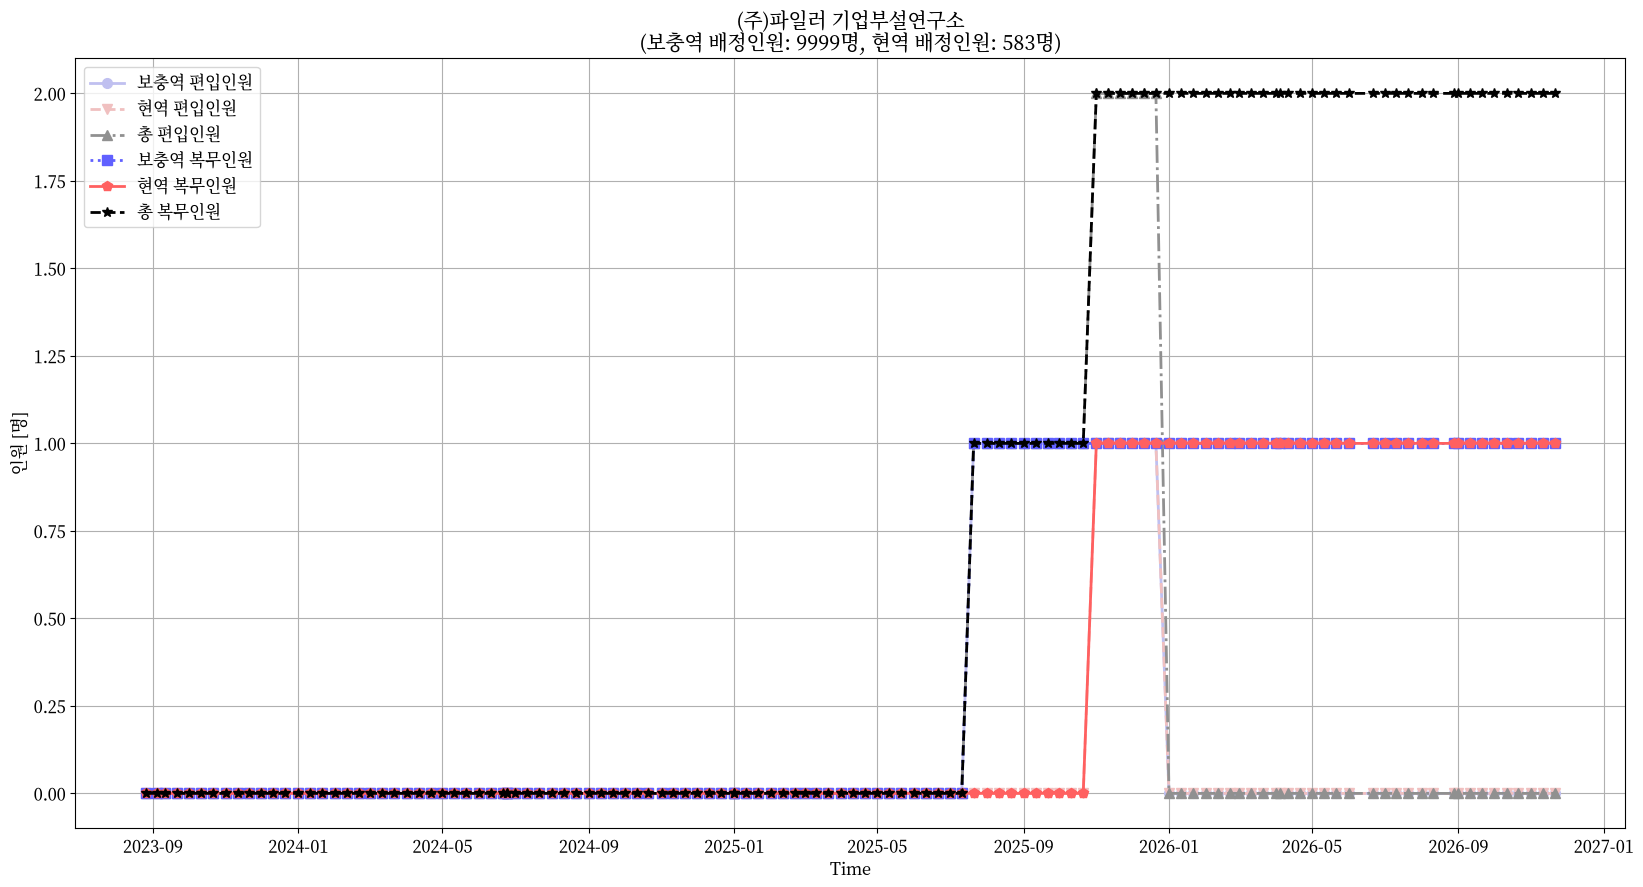 (주)파일러 기업부설연구소
(보충역 배정인원: 9999명, 현역 배정인원: 583명)
보충역 편입인원
현역 편입인원
총 편입인원
보충역 복무인원
현역 복무인원
총 복무인원
2.00
1.75
1.50
1.25
1.00
0.75
0.50
0.25
0.00
인원 [명]
2023-09 2024-01 2024-05 2024-09 2025-01 2025-05 2025-09 2026-01 2026-05 2026-09 2027-01
Time